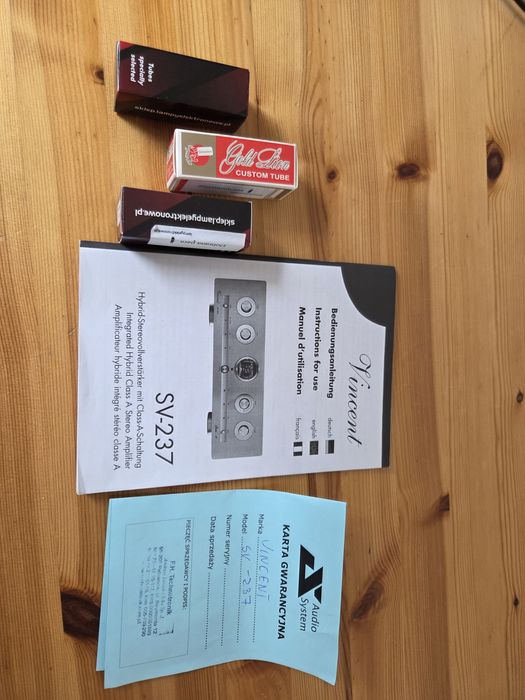 Tubes
specially
selected
sklep.lampyelektronowe.pl
Gold Lion
CUSTOM TUBE
sklep.lampyelektronowe.pl
Vincent
Bedienungsanleitung
Instructions for use
Manuel d'utilisation
deutsch
english
français
SV-237
Hybrid-Stereovollverstärker mit Class-A-Schaltung
Integrated Hybrid Class A Stereo Amplifier
Amplificateur hybride intégré stéréo classe A
Audio
System
KARTA GWARANCYJNA
Marka VINCENT
Model SV-237
Numer seryjny
Data sprzedaży
PIECZĘĆ SPRZEDAWCY I PODPIS:
F.H. Technotronik